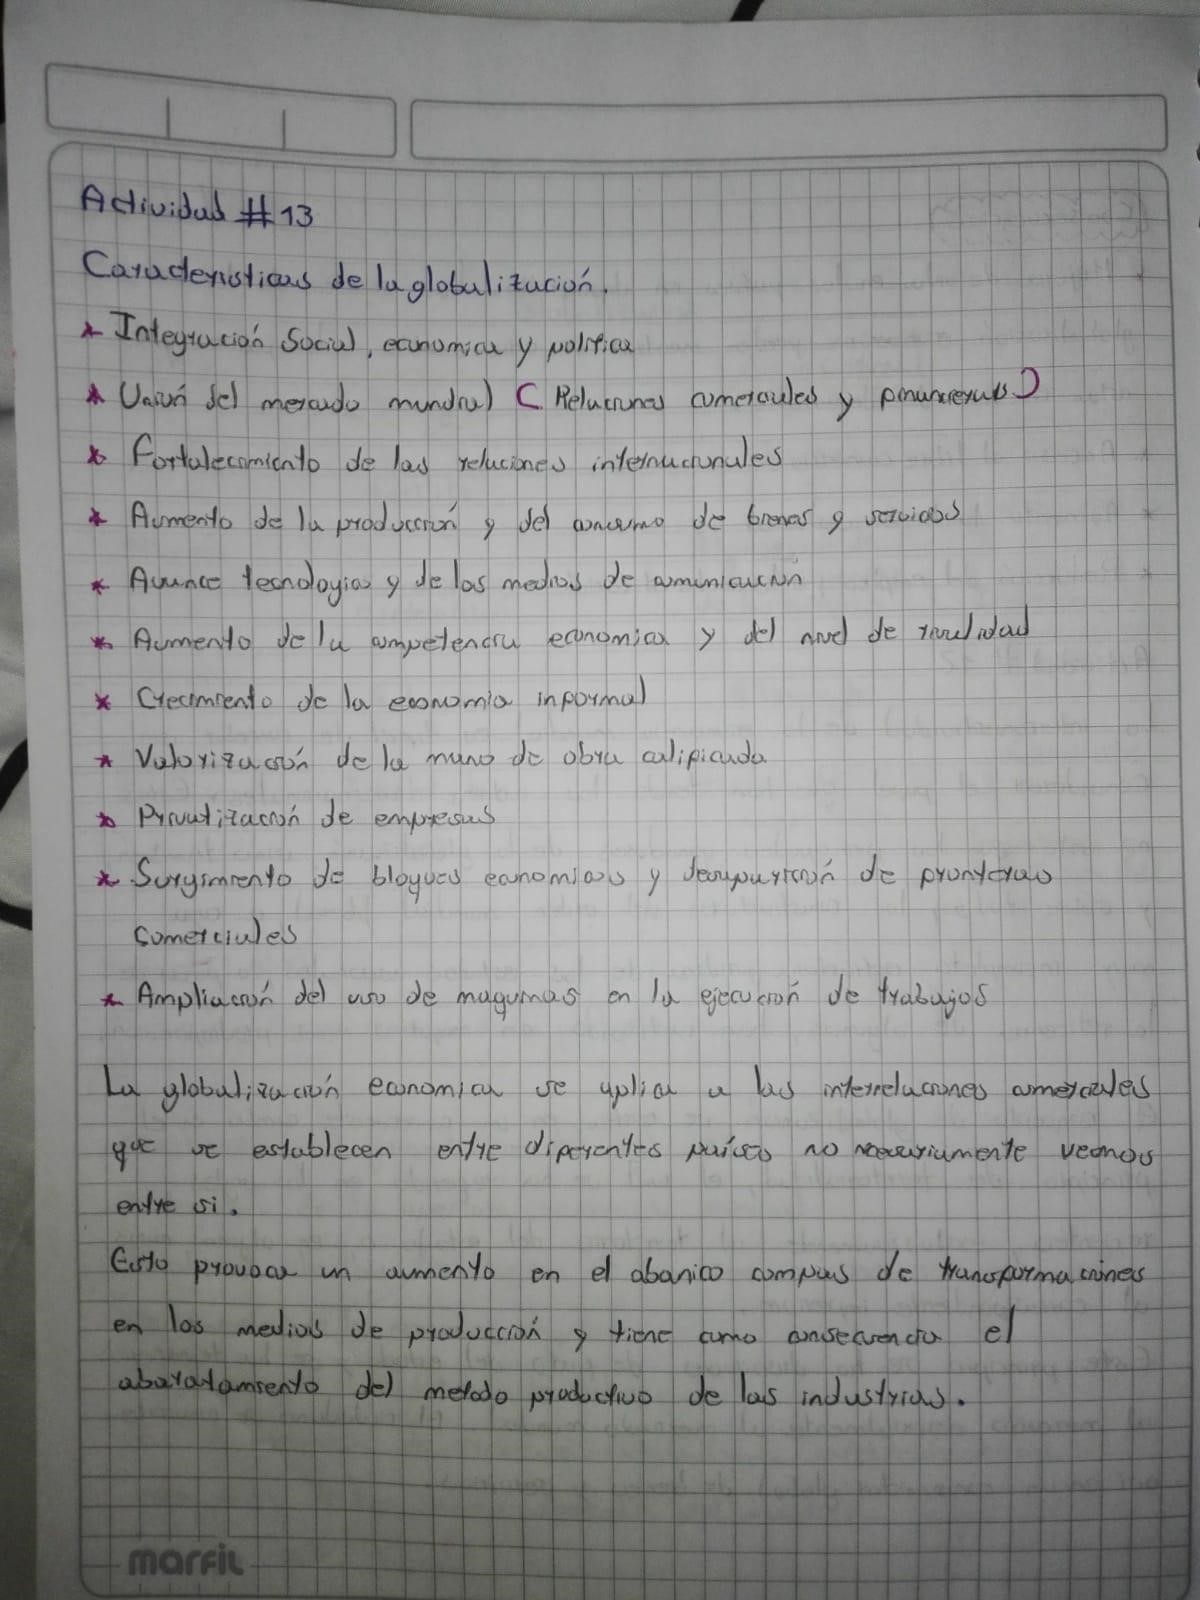 Actividad # 13
Características de la globalización.
* Integración Social, economica y politica
* Unión del mercado mundial ( Relaciones comerciales y financieras )
* Fortalecimiento de las relaciones internacionales
* Aumento de la producción y del consumo de bienes y servicios
* Avance tecnologico y de los medios de comunicación
* Aumento de la competencia economica y del nivel de rivalidad
* Crecimiento de la economia informal
* Valorización de la mano de obra calificada
* Privatización de empresas
* Surgimiento de bloques economicos y desaparición de fronteras
comerciales
* Ampliación del uso de maquinas en la ejecución de trabajos
La globalización economica se aplica a las interrelaciones comerciales
que se establecen entre diferentes países no necesariamente vecinos
entre si.
Esto provoca un aumento en el abanico de transformaciones
en los medios de producción y tiene como consecuencia el
abaratamiento del metodo productivo de las industrias.
marfil